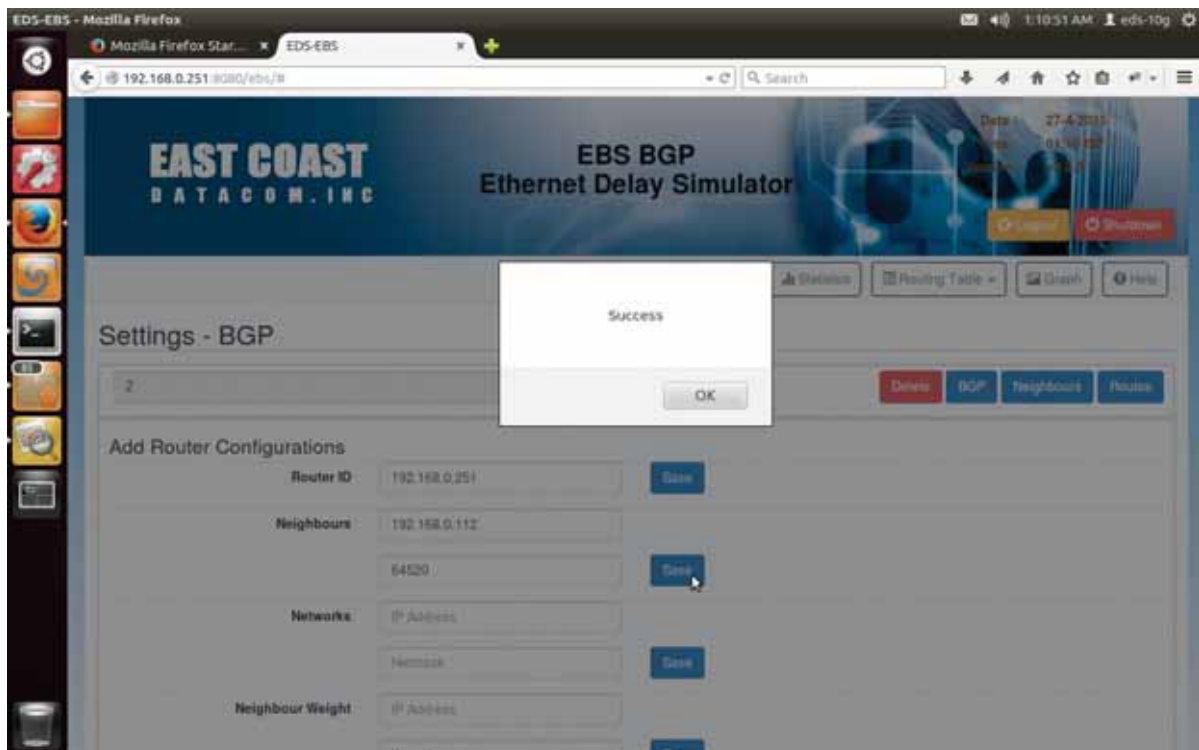 EDS-EBS - Mozilla Firefox
1:10:51 AM eds-10g
Mozilla Firefox Star...
EDS-EBS
192.168.0.251:8080/ebs/#
Search
EAST COAST
DATACOM.INC
EBS BGP
Ethernet Delay Simulator
Date :
Logout
Shutdown
Statistics
Routing Table
Graph
Help
Settings - BGP
2
Delete
BGP
Neighbours
Routes
Success
OK
Add Router Configurations
Router ID
192.168.0.251
Save
Neighbours
192.168.0.112
64520
Save
Networks
IP Address
Netmask
Save
Neighbour Weight
IP Address